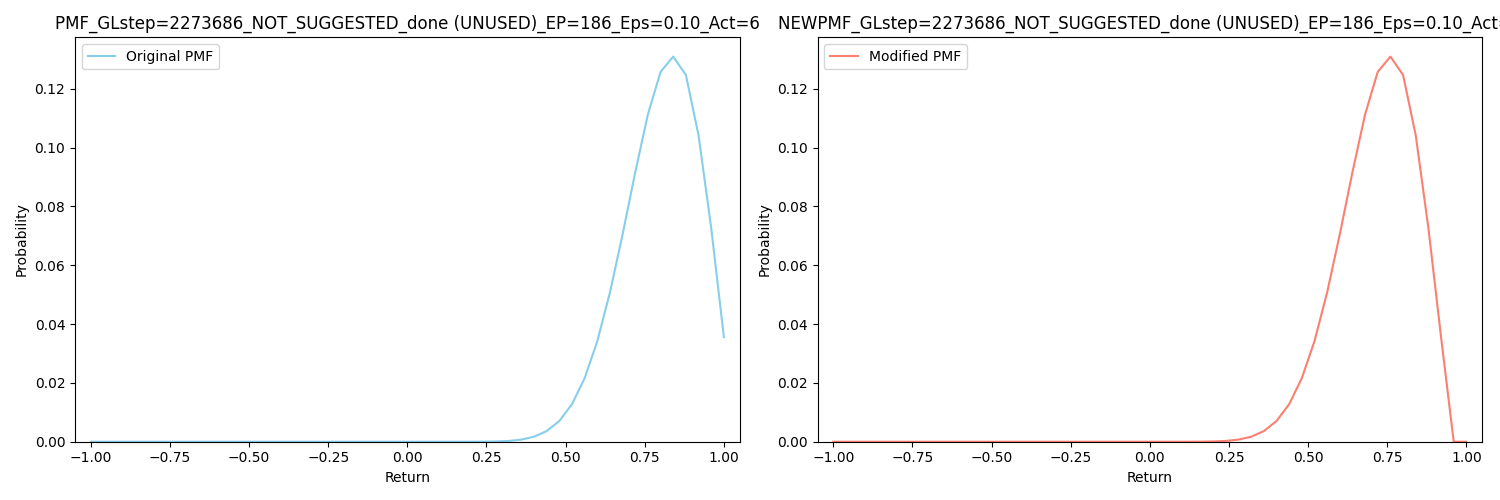 PMF_GLstep=2273686_NOT_SUGGESTED_done (UNUSED)_EP=186_Eps=0.10_Act=6
Original PMF
Probability
0.12
0.10
0.08
0.06
0.04
0.02
0.00
−1.00 −0.75 −0.50 −0.25 0.00 0.25 0.50 0.75 1.00
Return
NEWPMF_GLstep=2273686_NOT_SUGGESTED_done (UNUSED)_EP=186_Eps=0.10_Act=
Modified PMF
Probability
0.12
0.10
0.08
0.06
0.04
0.02
0.00
−1.00 −0.75 −0.50 −0.25 0.00 0.25 0.50 0.75 1.00
Return